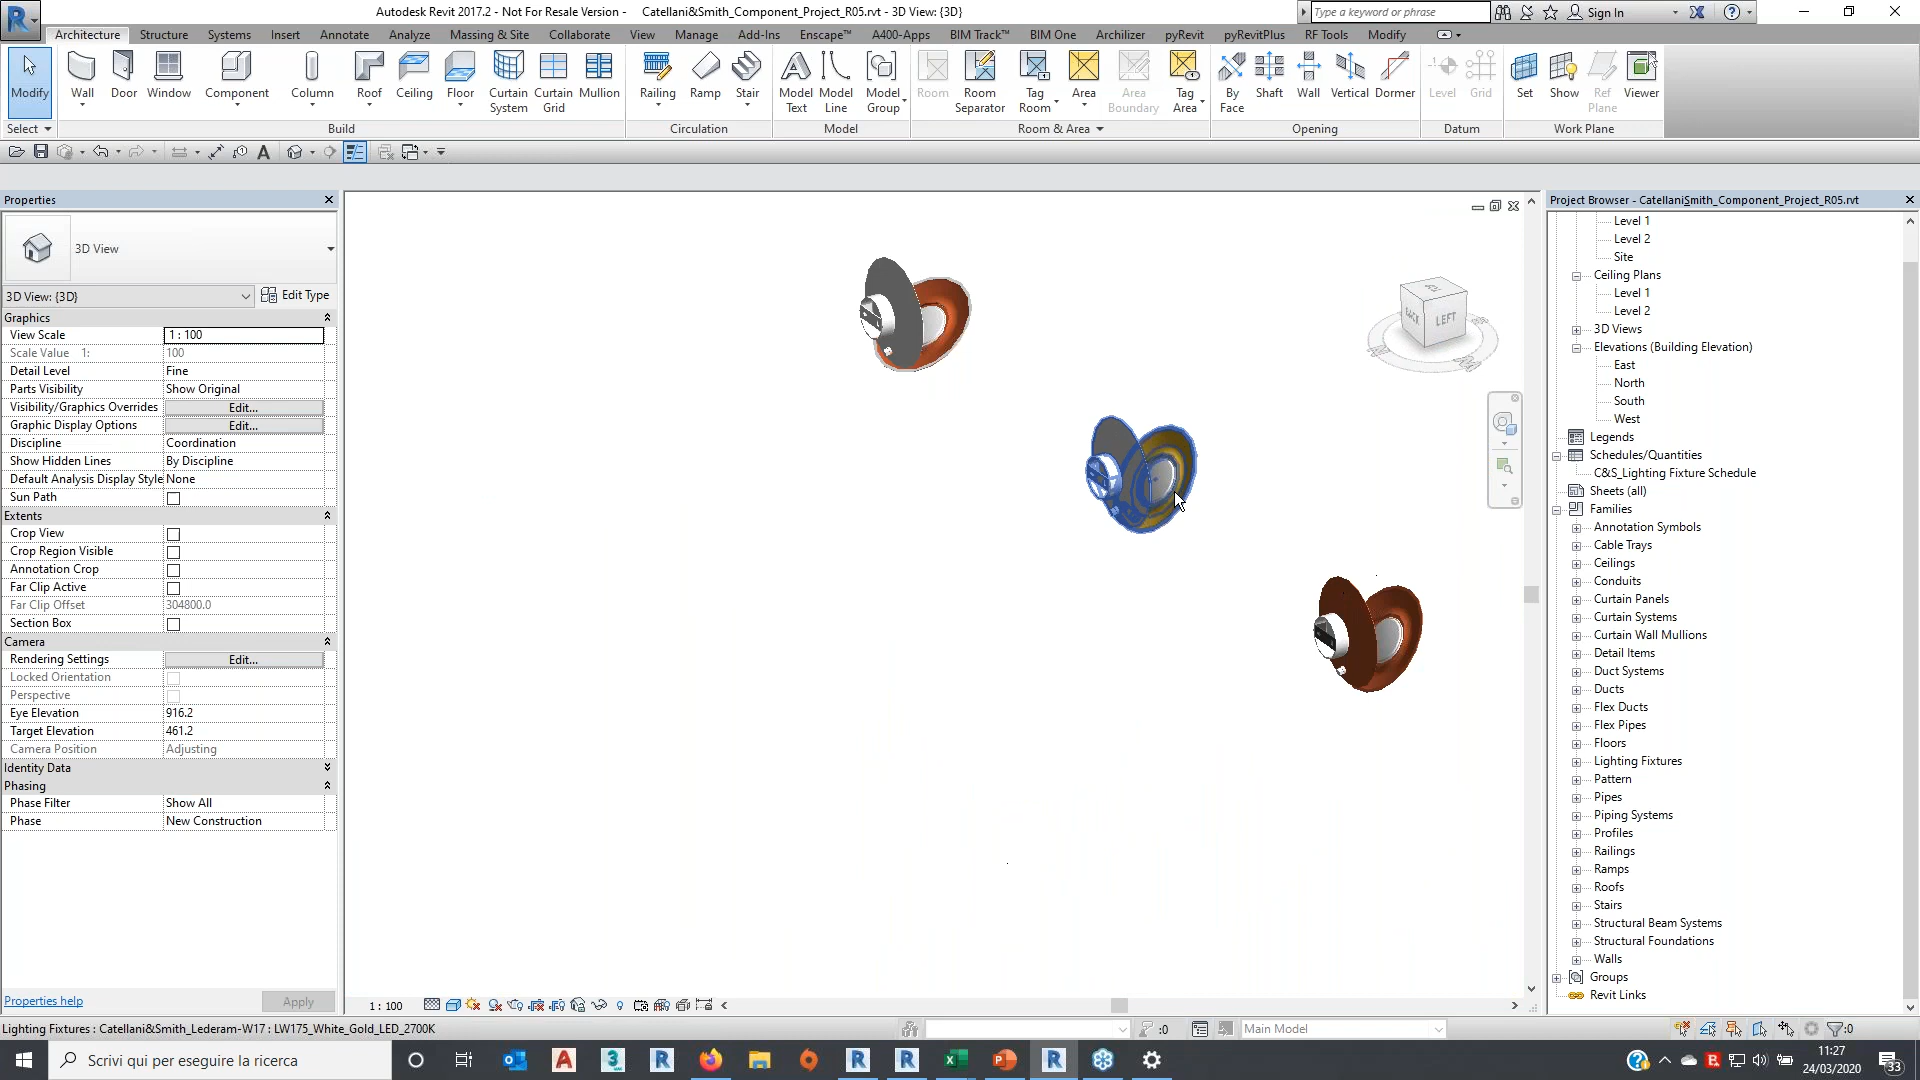 Autodesk Revit 2017.2 - Not For Resale Version - Catellani&Smith_Component_Project_R05.rvt - 3D View: {3D}
Type a keyword or phrase
Sign In
Architecture Structure Systems Insert Annotate Analyze Massing & Site Collaborate View Manage Add-Ins Enscape™ A400-Apps BIM Track™ BIM One Archilizer pyRevit pyRevitPlus RF Tools Modify
Modify Wall Door Window Component Column Roof Ceiling Floor Curtain System Curtain Grid Mullion Railing Ramp Stair Model Text Model Line Model Group Room Room Separator Tag Room Area Area Boundary Tag Area By Face Shaft Wall Vertical Dormer Level Grid Set Show Ref Plane Viewer
Select Build Circulation Model Room & Area Opening Datum Work Plane
Properties
3D View
3D View: {3D} Edit Type
Graphics
View Scale 1 : 100
Scale Value 1: 100
Detail Level Fine
Parts Visibility Show Original
Visibility/Graphics Overrides Edit...
Graphic Display Options Edit...
Discipline Coordination
Show Hidden Lines By Discipline
Default Analysis Display Style None
Sun Path
Extents
Crop View
Crop Region Visible
Annotation Crop
Far Clip Active
Far Clip Offset 304800.0
Section Box
Camera
Rendering Settings Edit...
Locked Orientation
Perspective
Eye Elevation 916.2
Target Elevation 461.2
Camera Position Adjusting
Identity Data
Phasing
Phase Filter Show All
Phase New Construction
Properties help Apply
BACK LEFT
1 : 100
Project Browser - CatellaniSmith_Component_Project_R05.rvt
Level 1
Level 2
Site
Ceiling Plans
Level 1
Level 2
3D Views
Elevations (Building Elevation)
East
North
South
West
Legends
Schedules/Quantities
C&S_Lighting Fixture Schedule
Sheets (all)
Families
Annotation Symbols
Cable Trays
Ceilings
Conduits
Curtain Panels
Curtain Systems
Curtain Wall Mullions
Detail Items
Duct Systems
Ducts
Flex Ducts
Flex Pipes
Floors
Lighting Fixtures
Pattern
Pipes
Piping Systems
Profiles
Railings
Ramps
Roofs
Stairs
Structural Beam Systems
Structural Foundations
Walls
Groups
Revit Links
Lighting Fixtures : Catellani&Smith_Lederam-W17 : LW175_White_Gold_LED_2700K
:0
Main Model
:0
Scrivi qui per eseguire la ricerca
11:27
24/03/2020
33